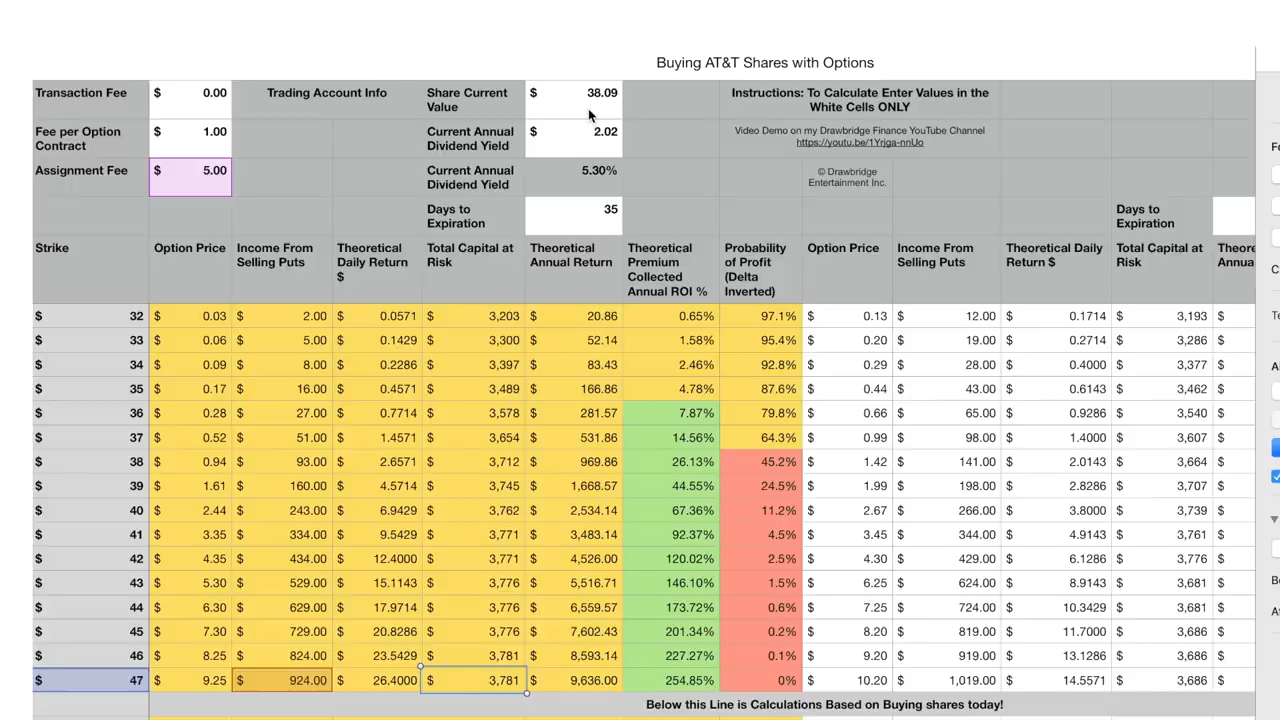 Buying AT&T Shares with Options
Transaction Fee $ 0.00 Trading Account Info Share Current Value $ 38.09 Instructions: To Calculate Enter Values in the White Cells ONLY
Fee per Option Contract $ 1.00 Current Annual Dividend Yield $ 2.02 Video Demo on my Drawbridge Finance YouTube Channel https://youtu.be/1Yrjga-nnUo
Assignment Fee $ 5.00 Current Annual Dividend Yield 5.30% © Drawbridge Entertainment Inc.
Days to Expiration 35 Days to Expiration
Strike Option Price Income From Selling Puts Theoretical Daily Return $ Total Capital at Risk Theoretical Annual Return Theoretical Premium Collected Annual ROI % Probability of Profit (Delta Inverted) Option Price Income From Selling Puts Theoretical Daily Return $ Total Capital at Risk Theore Annua
$ 32 $ 0.03 $ 2.00 $ 0.0571 $ 3,203 $ 20.86 0.65% 97.1% $ 0.13 $ 12.00 $ 0.1714 $ 3,193 $
$ 33 $ 0.06 $ 5.00 $ 0.1429 $ 3,300 $ 52.14 1.58% 95.4% $ 0.20 $ 19.00 $ 0.2714 $ 3,286 $
$ 34 $ 0.09 $ 8.00 $ 0.2286 $ 3,397 $ 83.43 2.46% 92.8% $ 0.29 $ 28.00 $ 0.4000 $ 3,377 $
$ 35 $ 0.17 $ 16.00 $ 0.4571 $ 3,489 $ 166.86 4.78% 87.6% $ 0.44 $ 43.00 $ 0.6143 $ 3,462 $
$ 36 $ 0.28 $ 27.00 $ 0.7714 $ 3,578 $ 281.57 7.87% 79.8% $ 0.66 $ 65.00 $ 0.9286 $ 3,540 $
$ 37 $ 0.52 $ 51.00 $ 1.4571 $ 3,654 $ 531.86 14.56% 64.3% $ 0.99 $ 98.00 $ 1.4000 $ 3,607 $
$ 38 $ 0.94 $ 93.00 $ 2.6571 $ 3,712 $ 969.86 26.13% 45.2% $ 1.42 $ 141.00 $ 2.0143 $ 3,664 $
$ 39 $ 1.61 $ 160.00 $ 4.5714 $ 3,745 $ 1,668.57 44.55% 24.5% $ 1.99 $ 198.00 $ 2.8286 $ 3,707 $
$ 40 $ 2.44 $ 243.00 $ 6.9429 $ 3,762 $ 2,534.14 67.36% 11.2% $ 2.67 $ 266.00 $ 3.8000 $ 3,739 $
$ 41 $ 3.35 $ 334.00 $ 9.5429 $ 3,771 $ 3,483.14 92.37% 4.5% $ 3.45 $ 344.00 $ 4.9143 $ 3,761 $
$ 42 $ 4.35 $ 434.00 $ 12.4000 $ 3,771 $ 4,526.00 120.02% 2.5% $ 4.30 $ 429.00 $ 6.1286 $ 3,776 $
$ 43 $ 5.30 $ 529.00 $ 15.1143 $ 3,776 $ 5,516.71 146.10% 1.5% $ 6.25 $ 624.00 $ 8.9143 $ 3,681 $
$ 44 $ 6.30 $ 629.00 $ 17.9714 $ 3,776 $ 6,559.57 173.72% 0.6% $ 7.25 $ 724.00 $ 10.3429 $ 3,681 $
$ 45 $ 7.30 $ 729.00 $ 20.8286 $ 3,776 $ 7,602.43 201.34% 0.2% $ 8.20 $ 819.00 $ 11.7000 $ 3,686 $
$ 46 $ 8.25 $ 824.00 $ 23.5429 $ 3,781 $ 8,593.14 227.27% 0.1% $ 9.20 $ 919.00 $ 13.1286 $ 3,686 $
$ 47 $ 9.25 $ 924.00 $ 26.4000 $ 3,781 $ 9,636.00 254.85% 0% $ 10.20 $ 1,019.00 $ 14.5571 $ 3,686 $
Below this Line is Calculations Based on Buying shares today!